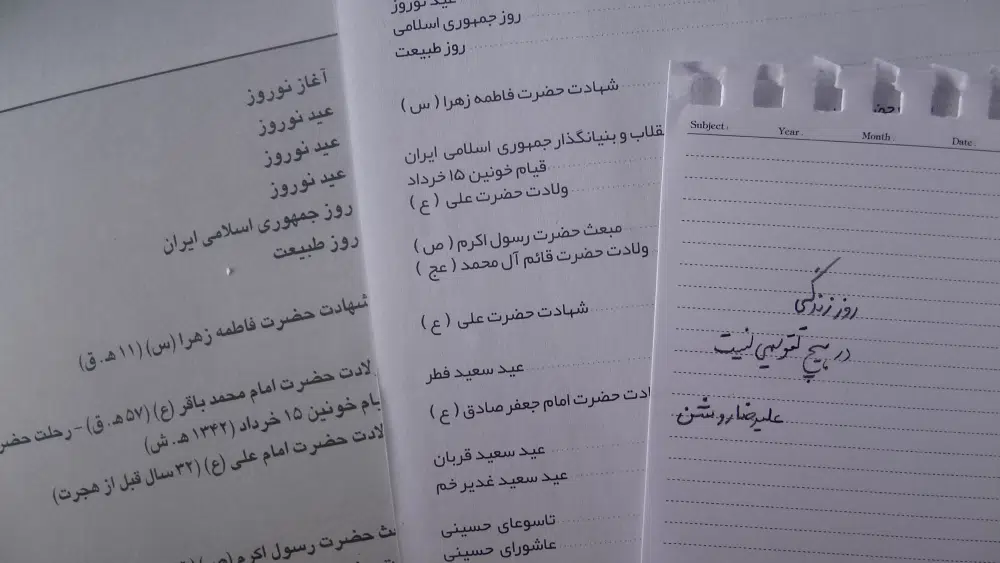 آغاز نوروز
عید نوروز
عید نوروز
عید نوروز
روز جمهوری اسلامی ایران
روز طبیعت
شهادت حضرت فاطمه زهرا (س) (۱۱ هـ. ق)
ولادت حضرت امام محمد باقر (ع) (۵۷ هـ. ق) - رحلت حضر
یام خونین ۱۵ خرداد (۱۳۴۲ هـ. ش)
لادت حضرت امام علی (ع) (۳۲ سال قبل از هجرت)
ث حضرت رسول اکرم (ص)
عید نوروز
روز جمهوری اسلامی
روز طبیعت
شهادت حضرت فاطمه زهرا ( س )
قلاب و بنیانگذار جمهوری اسلامی ایران
قیام خونین ۱۵ خرداد
ولادت حضرت علی ( ع )
مبعث حضرت رسول اکرم ( ص )
ولادت حضرت قائم آل محمد ( عج )
شهادت حضرت علی ( ع )
عید سعید فطر
ادت حضرت امام جعفر صادق ( ع )
عید سعید قربان
عید سعید غدیر خم
تاسوعای حسینی
عاشورای حسینی
Subject: Year: Month: Date:
روز زندگی
در هیچ تقویمی نیست
علیرضا روشن